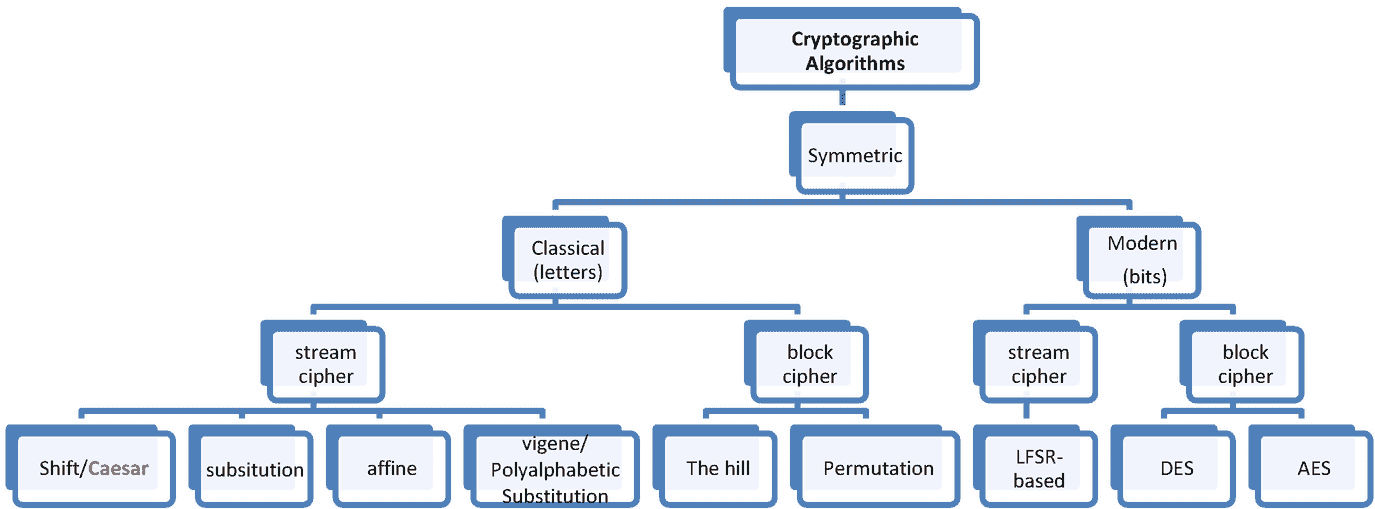 Cryptographic
Algorithms
Symmetric
Classical
(letters)
Modern
(bits)
stream
cipher
block
cipher
stream
cipher
block
cipher
Shift/Caesar
subsitution
affine
vigene/
Polyalphabetic
Substitution
The hill
Permutation
LFSR-
based
DES
AES